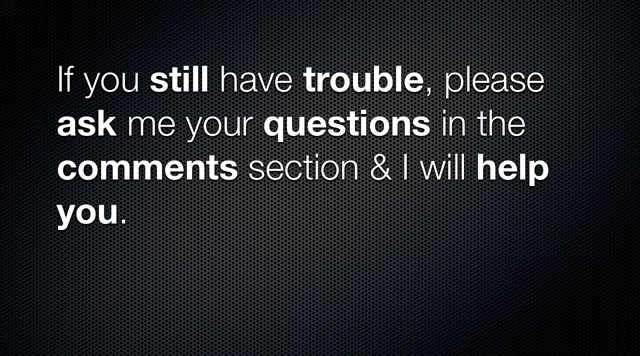 If you still have trouble, please
ask me your questions in the
comments section & I will help
you.